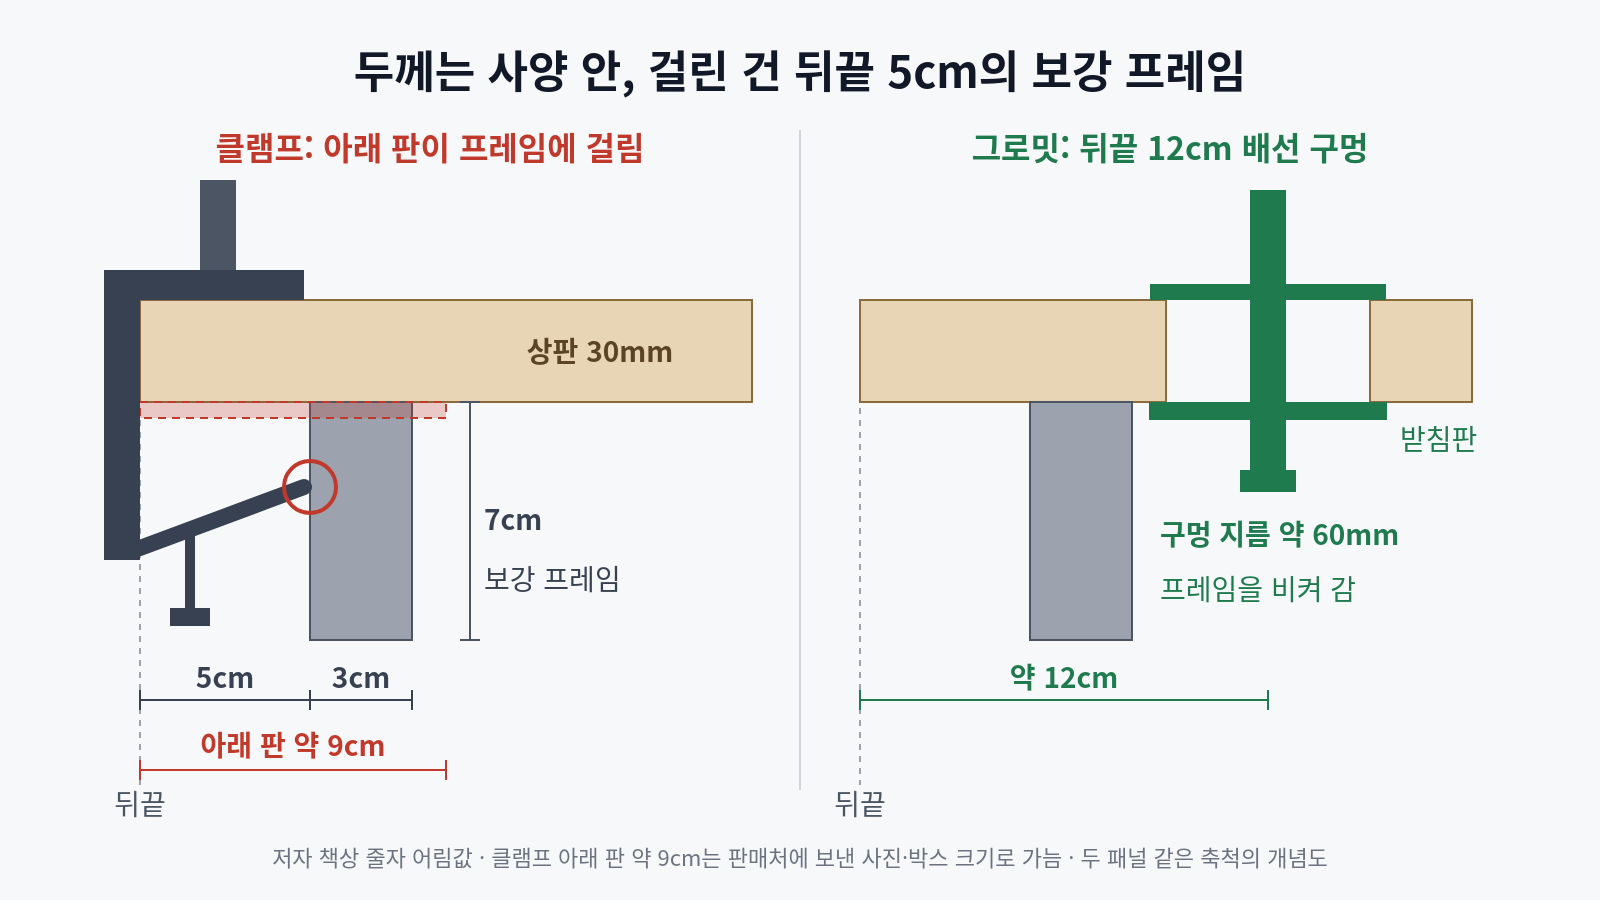 두께는 사양 안, 걸린 건 뒤끝 5cm의 보강 프레임
클램프: 아래 판이 프레임에 걸림
상판 30mm
7cm
보강 프레임
5cm
3cm
아래 판 약 9cm
뒤끝
그로밋: 뒤끝 12cm 배선 구멍
받침판
구멍 지름 약 60mm
프레임을 비켜 감
약 12cm
뒤끝
저자 책상 줄자 어림값 · 클램프 아래 판 약 9cm는 판매처에 보낸 사진·박스 크기로 가늠 · 두 패널 같은 축척의 개념도